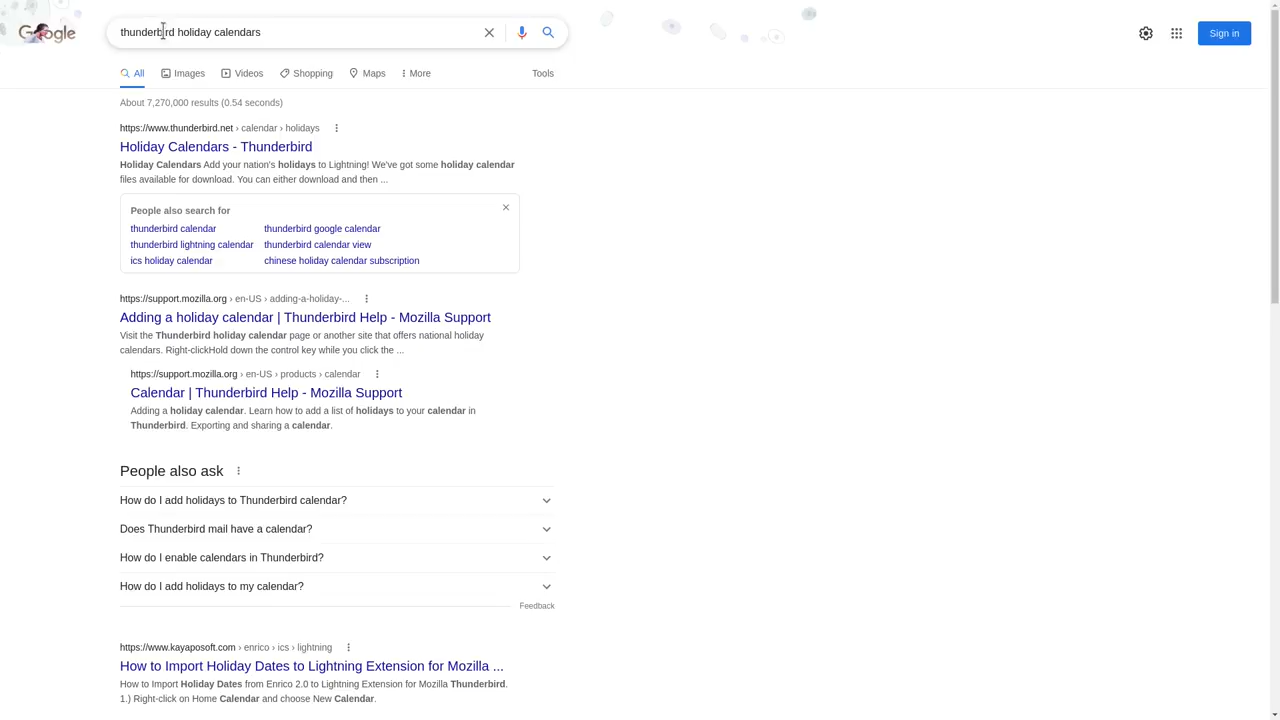 Google
thunderbird holiday calendars
Sign in
All
Images
Videos
Shopping
Maps
More
Tools
About 7,270,000 results (0.54 seconds)
https://www.thunderbird.net › calendar › holidays
Holiday Calendars - Thunderbird
Holiday Calendars Add your nation's holidays to Lightning! We've got some holiday calendar
files available for download. You can either download and then ...
People also search for
thunderbird calendar
thunderbird google calendar
thunderbird lightning calendar
thunderbird calendar view
ics holiday calendar
chinese holiday calendar subscription
https://support.mozilla.org › en-US › adding-a-holiday-...
Adding a holiday calendar | Thunderbird Help - Mozilla Support
Visit the Thunderbird holiday calendar page or another site that offers national holiday
calendars. Right-clickHold down the control key while you click the ...
https://support.mozilla.org › en-US › products › calendar
Calendar | Thunderbird Help - Mozilla Support
Adding a holiday calendar. Learn how to add a list of holidays to your calendar in
Thunderbird. Exporting and sharing a calendar.
People also ask
How do I add holidays to Thunderbird calendar?
Does Thunderbird mail have a calendar?
How do I enable calendars in Thunderbird?
How do I add holidays to my calendar?
Feedback
https://www.kayaposoft.com › enrico › ics › lightning
How to Import Holiday Dates to Lightning Extension for Mozilla ...
How to Import Holiday Dates from Enrico 2.0 to Lightning Extension for Mozilla Thunderbird.
1.) Right-click on Home Calendar and choose New Calendar.